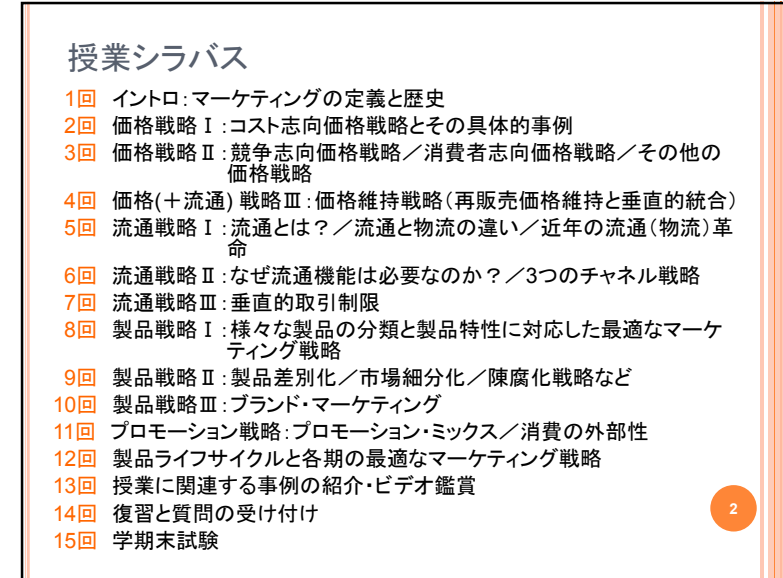 授業シラバス
1回 イントロ：マーケティングの定義と歴史
2回 価格戦略Ⅰ：コスト志向価格戦略とその具体的事例
3回 価格戦略Ⅱ：競争志向価格戦略／消費者志向価格戦略／その他の
価格戦略
4回 価格(＋流通) 戦略Ⅲ：価格維持戦略（再販売価格維持と垂直的統合）
5回 流通戦略Ⅰ：流通とは？／流通と物流の違い／近年の流通（物流）革
命
6回 流通戦略Ⅱ：なぜ流通機能は必要なのか？／3つのチャネル戦略
7回 流通戦略Ⅲ：垂直的取引制限
8回 製品戦略Ⅰ：様々な製品の分類と製品特性に対応した最適なマーケ
ティング戦略
9回 製品戦略Ⅱ：製品差別化／市場細分化／陳腐化戦略など
10回 製品戦略Ⅲ：ブランド・マーケティング
11回 プロモーション戦略：プロモーション・ミックス／消費の外部性
12回 製品ライフサイクルと各期の最適なマーケティング戦略
13回 授業に関連する事例の紹介・ビデオ鑑賞
14回 復習と質問の受け付け
15回 学期末試験
2